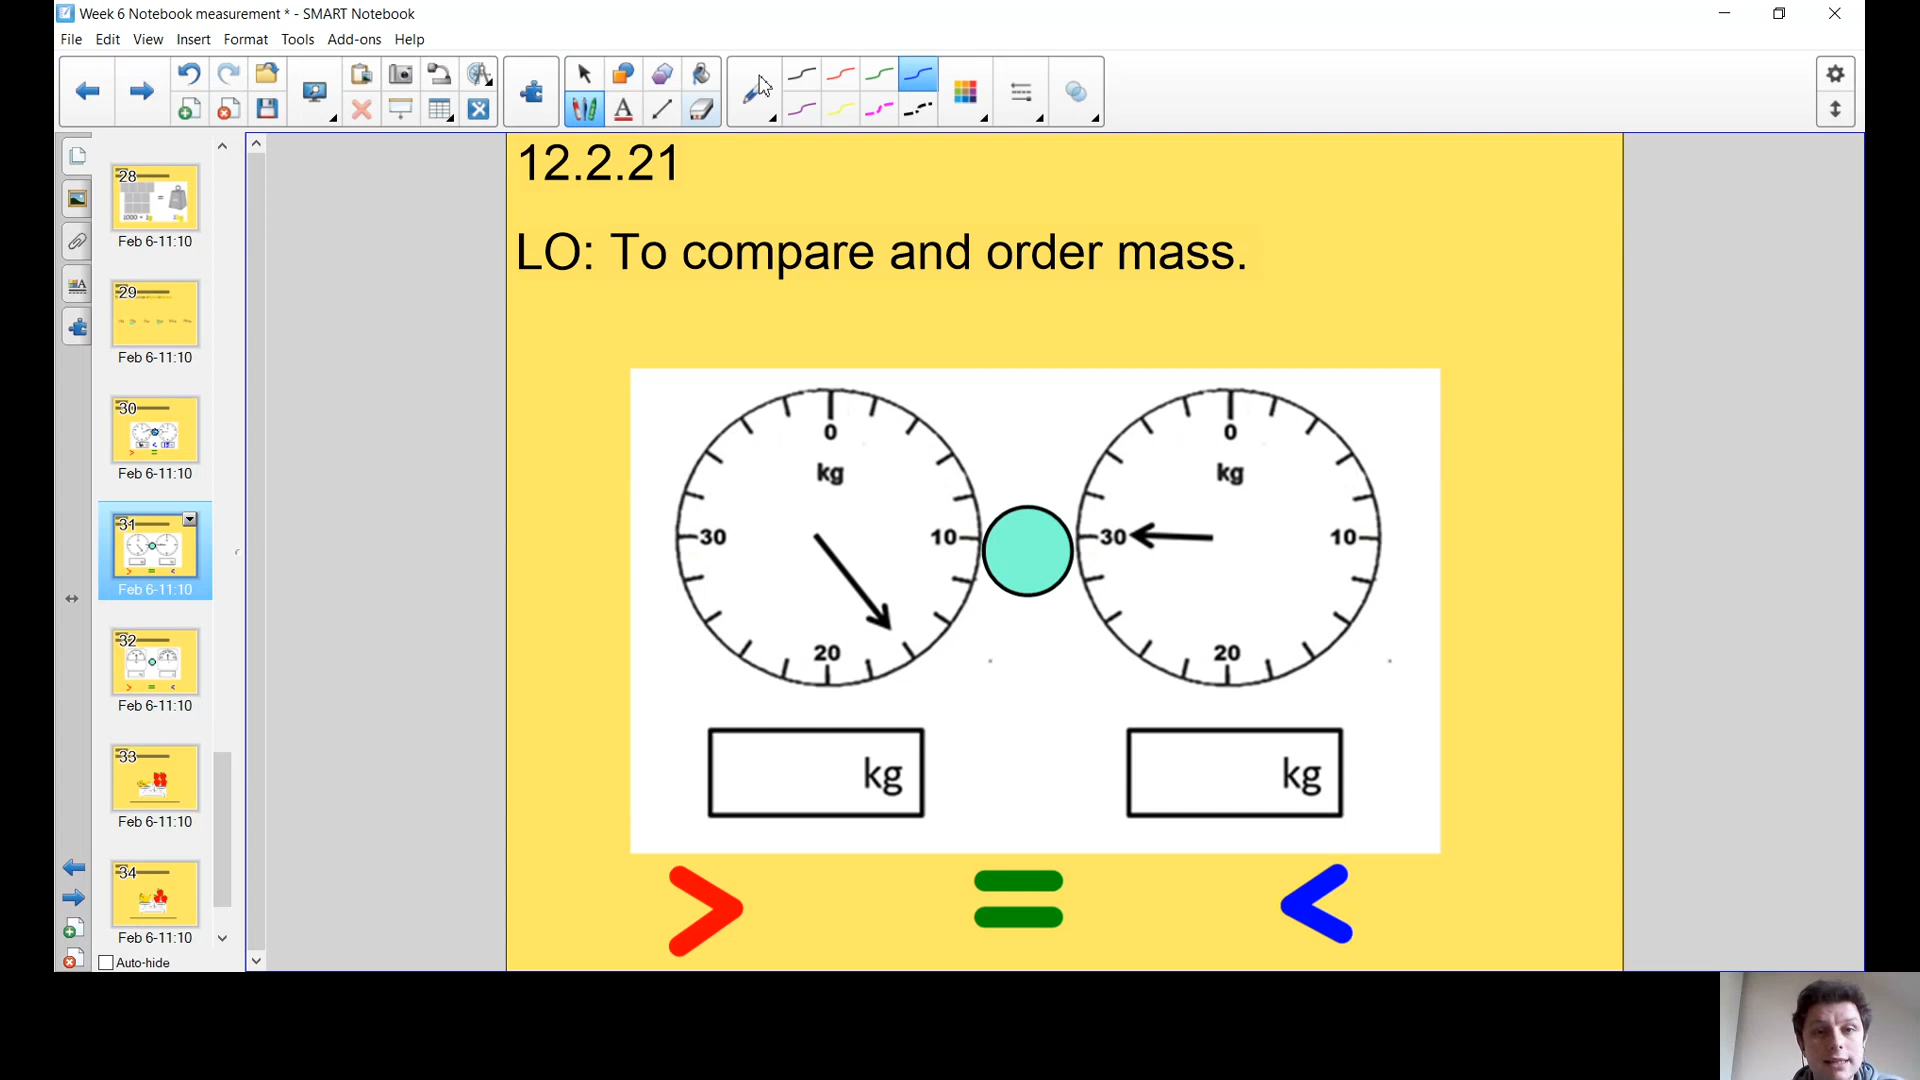 Week 6 Notebook measurement * - SMART Notebook
File Edit View Insert Format Tools Add-ons Help
28
1000 × 1g
Feb 6-11:10
29
Feb 6-11:10
30
Feb 6-11:10
31
Feb 6-11:10
32
Feb 6-11:10
33
Feb 6-11:10
34
Feb 6-11:10
Auto-hide
12.2.21
LO: To compare and order mass.
0 0
kg kg
30 10 30 10
20 20
kg kg
> = <